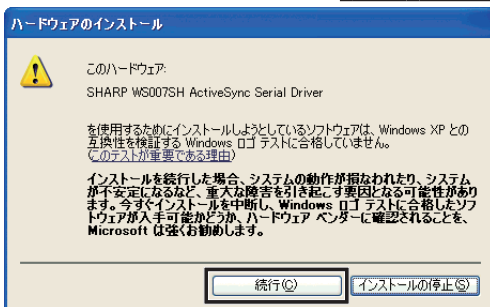 ハードウェアのインストール
このハードウェア:
SHARP WS007SH ActiveSync Serial Driver
を使用するためにインストールしようとしているソフトウェアは、Windows XP との
互換性を検証する Windows ロゴ テストに合格していません。
(このテストが重要である理由)
インストールを続行した場合、システムの動作が損なわれたり、システム
が不安定になるなど、重大な障害を引き起こす要因となる可能性があり
ます。今すぐインストールを中断し、Windows ロゴ テストに合格したソフ
トウェアが入手可能かどうか、ハードウェア ベンダーに確認されることを、
Microsoft は強くお勧めします。
続行(C) インストールの停止(S)